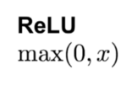 ReLU
max(0, x)